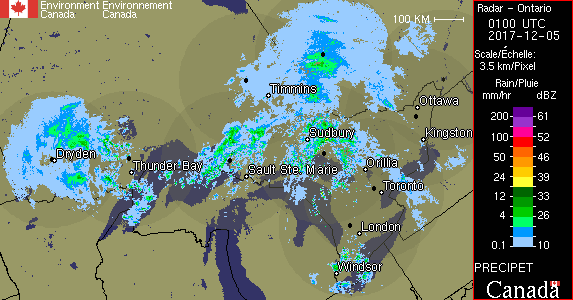 Environment Environnement
Canada Canada
100 KM
Timmins
Ottawa
Sudbury
Kingston
Dryden
Thunder Bay
Sault Ste. Marie
Orillia
Toronto
London
Windsor
Radar - Ontario
0100 UTC
2017-12-05
Scale/Échelle:
3.5 km/Pixel
Rain/Pluie
mm/hr dBZ
200 61
100 52
50 46
24 39
12 33
4 26
0.1 10
PRECIPET
Canada